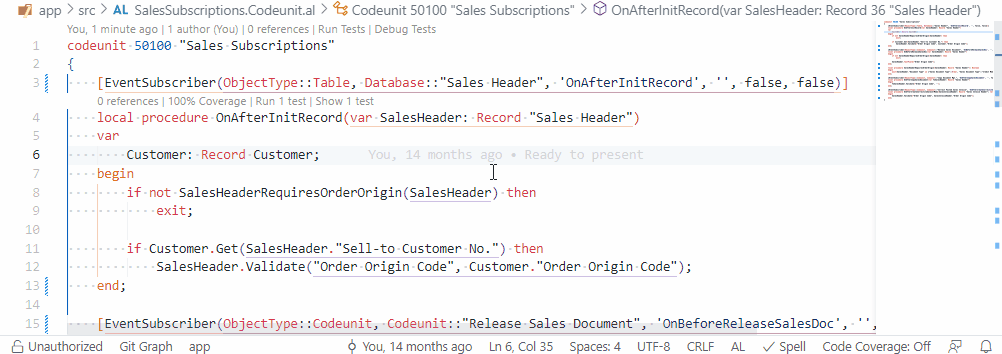 app > src > AL SalesSubscriptions.Codeunit.al > Codeunit 50100 "Sales Subscriptions" > OnAfterInitRecord(var SalesHeader: Record 36 "Sales Header")
You, 1 minute ago | 1 author (You) | 0 references | Run Tests | Debug Tests
1 codeunit 50100 "Sales Subscriptions"
2 {
3 [EventSubscriber(ObjectType::Table, Database::"Sales Header", 'OnAfterInitRecord', '', false, false)]
0 references | 100% Coverage | Run 1 test | Show 1 test
4 local procedure OnAfterInitRecord(var SalesHeader: Record "Sales Header")
5 var
6 Customer: Record Customer; You, 14 months ago • Ready to present
7 begin
8 if not SalesHeaderRequiresOrderOrigin(SalesHeader) then
9 exit;
10
11 if Customer.Get(SalesHeader."Sell-to Customer No.") then
12 SalesHeader.Validate("Order Origin Code", Customer."Order Origin Code");
13 end;
14
15 [EventSubscriber(ObjectType::Codeunit, Codeunit::"Release Sales Document", 'OnBeforeReleaseSalesDoc', '',
Unauthorized Git Graph app You, 14 months ago Ln 6, Col 35 Spaces: 4 UTF-8 CRLF AL Spell Code Coverage: Off